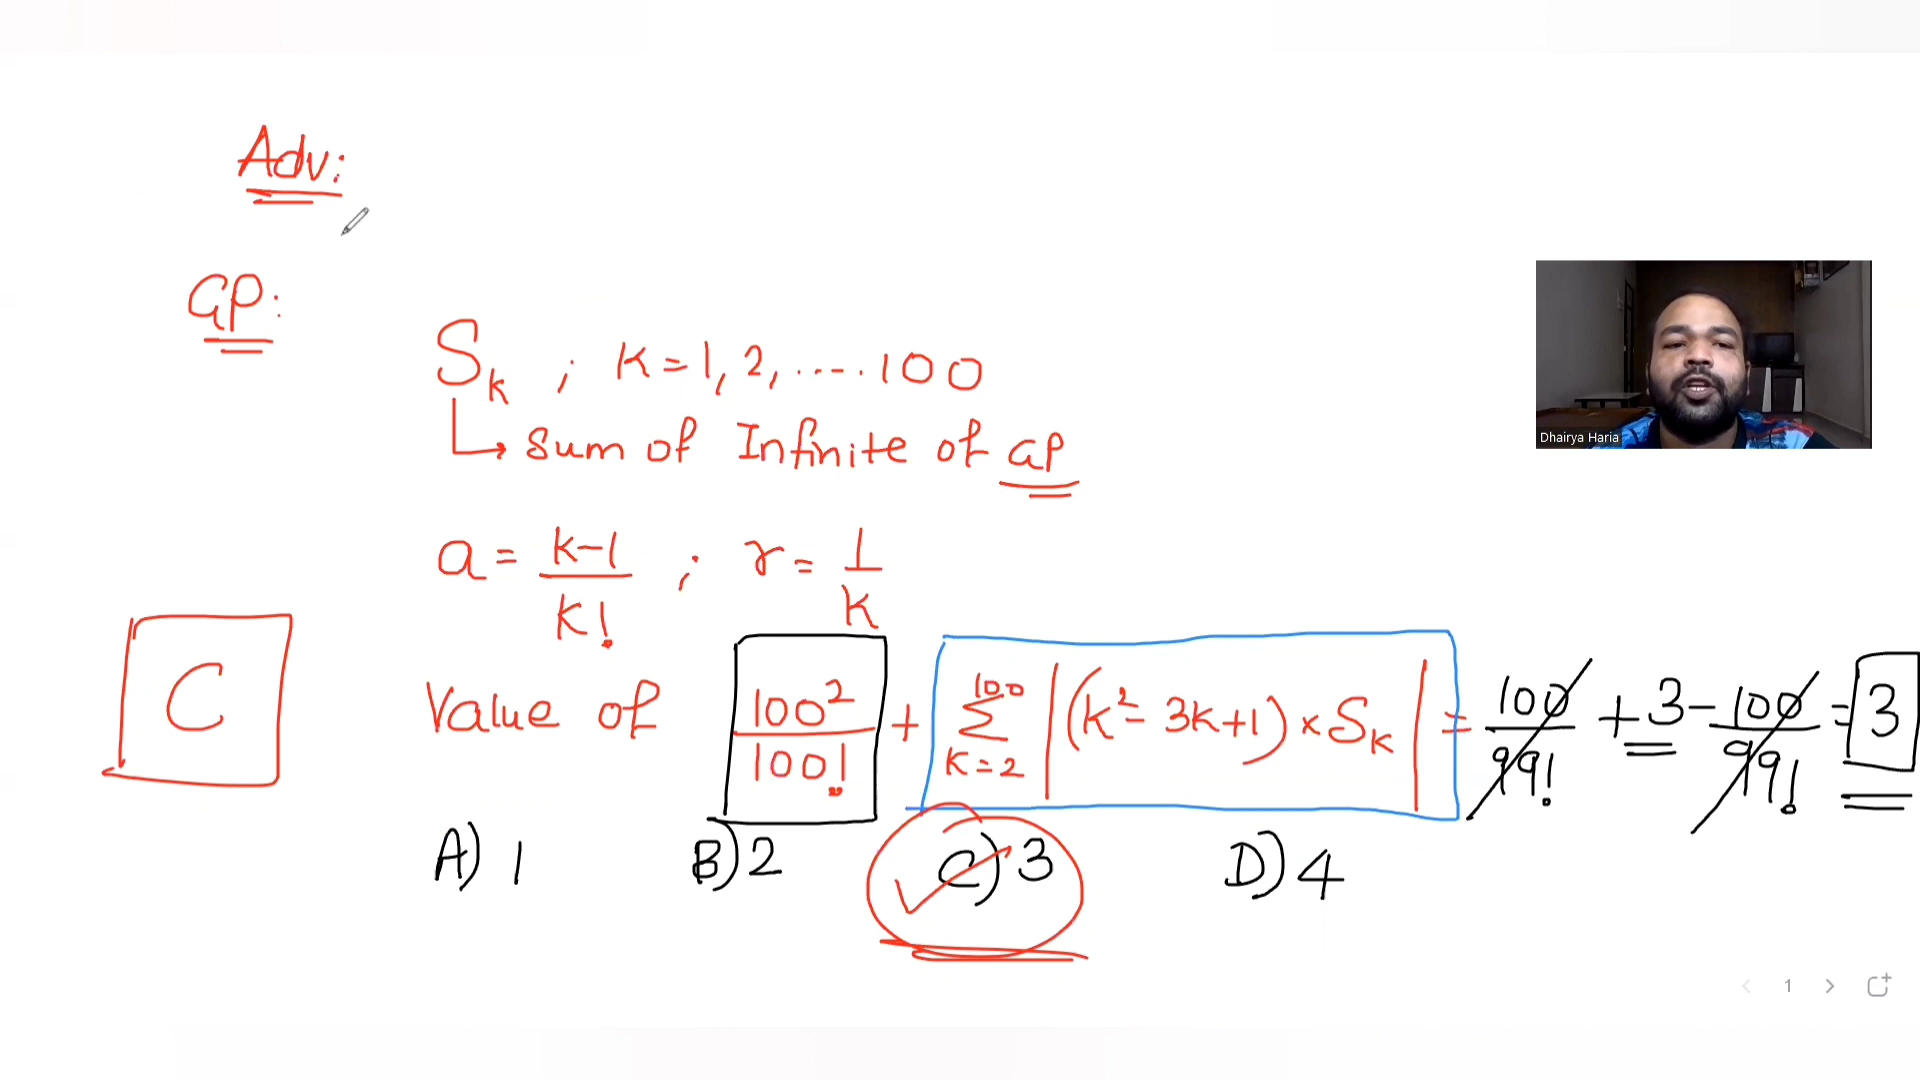 Adv:
GP:
Sk ; K = 1, 2, ..... 100
↳ Sum of Infinite of GP
a = k-1/k! ; r = 1/k
C
Value of 100²/100! + 100 Σ K=2 |(k² - 3k+1) × Sk| = 100/99! + 3 - 100/99! = 3
A) 1 B) 2 C) 3 D) 4
Dhairya Haria
1